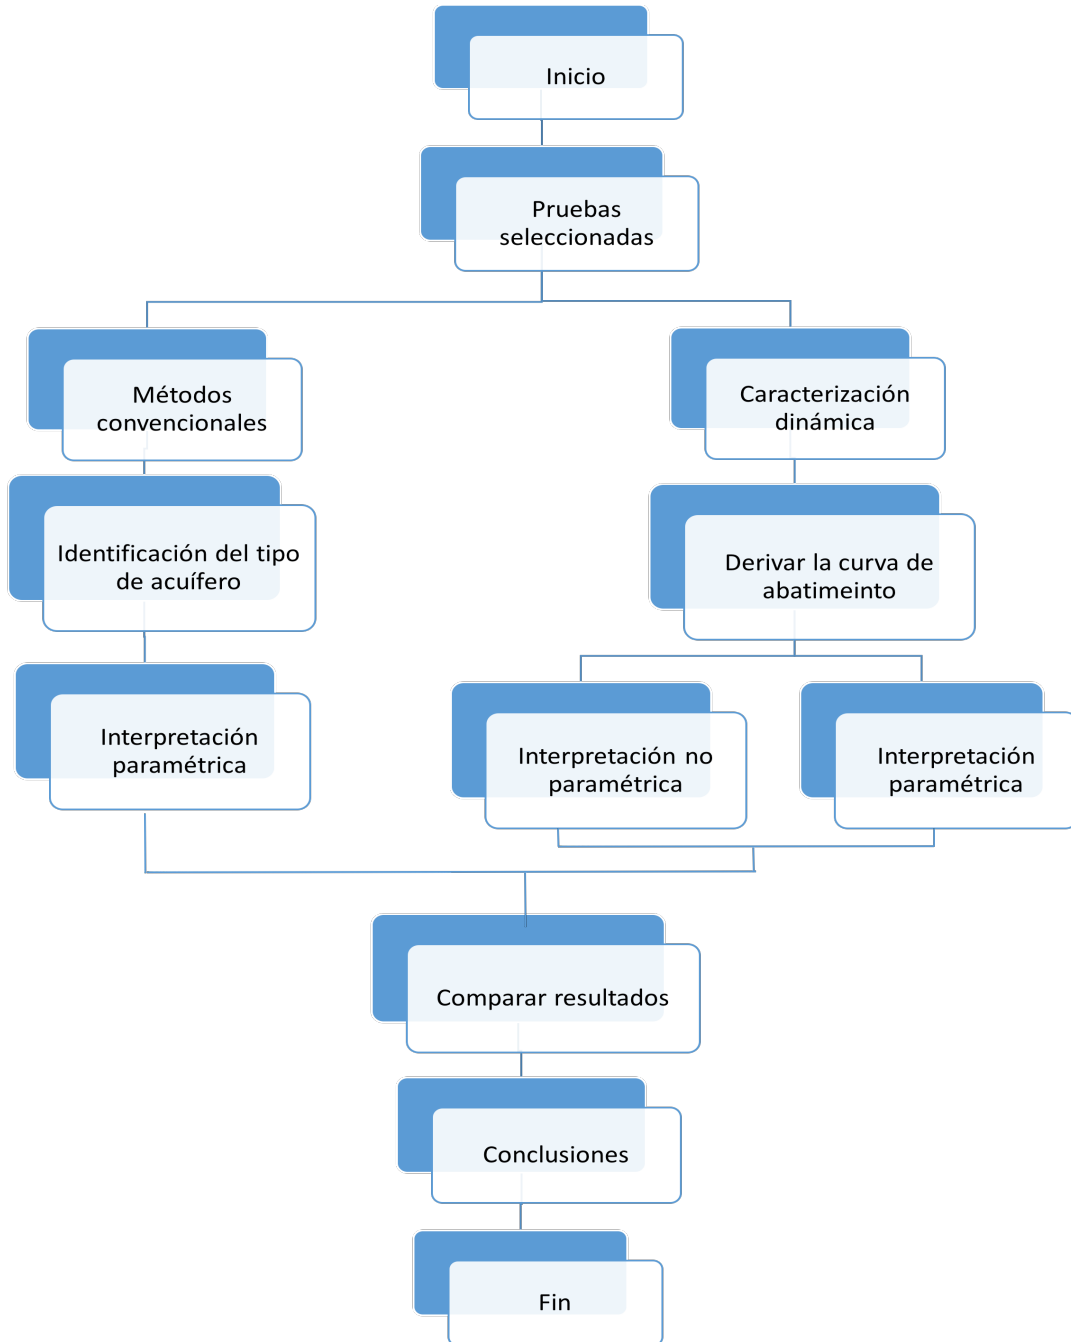 Inicio
Pruebas
seleccionadas
Métodos
convencionales
Caracterización
dinámica
Identificación del tipo
de acuífero
Derivar la curva de
abatimeinto
Interpretación
paramétrica
Interpretación no
paramétrica
Interpretación
paramétrica
Comparar resultados
Conclusiones
Fin